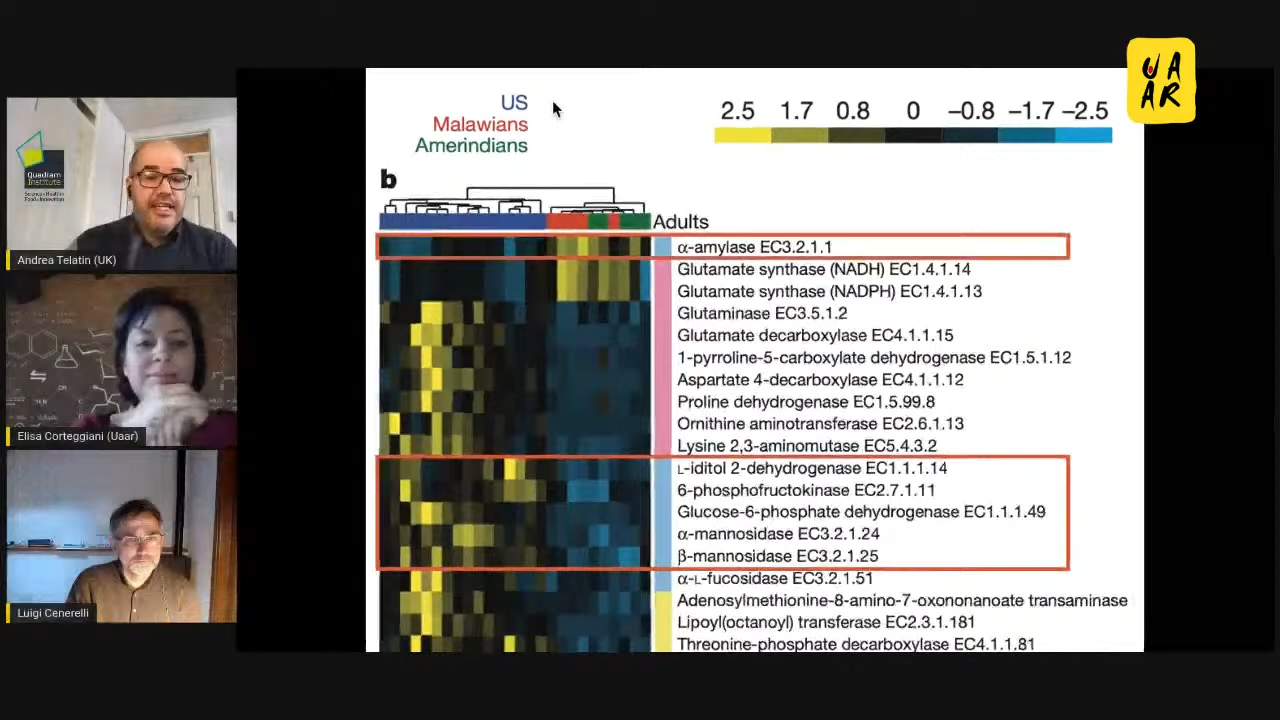 UAAR
Quadram
Institute
Andrea Telatin (UK)
Elisa Corteggiani (Uaar)
Luigi Cenerelli
US
Malawians
Amerindians
2.5 1.7 0.8 0 −0.8 −1.7 −2.5
b
Adults
α-amylase EC3.2.1.1
Glutamate synthase (NADH) EC1.4.1.14
Glutamate synthase (NADPH) EC1.4.1.13
Glutaminase EC3.5.1.2
Glutamate decarboxylase EC4.1.1.15
1-pyrroline-5-carboxylate dehydrogenase EC1.5.1.12
Aspartate 4-decarboxylase EC4.1.1.12
Proline dehydrogenase EC1.5.99.8
Ornithine aminotransferase EC2.6.1.13
Lysine 2,3-aminomutase EC5.4.3.2
L-iditol 2-dehydrogenase EC1.1.1.14
6-phosphofructokinase EC2.7.1.11
Glucose-6-phosphate dehydrogenase EC1.1.1.49
α-mannosidase EC3.2.1.24
β-mannosidase EC3.2.1.25
α-L-fucosidase EC3.2.1.51
Adenosylmethionine-8-amino-7-oxononanoate transaminase
Lipoyl(octanoyl) transferase EC2.3.1.181
Threonine-phosphate decarboxylase EC4.1.1.81